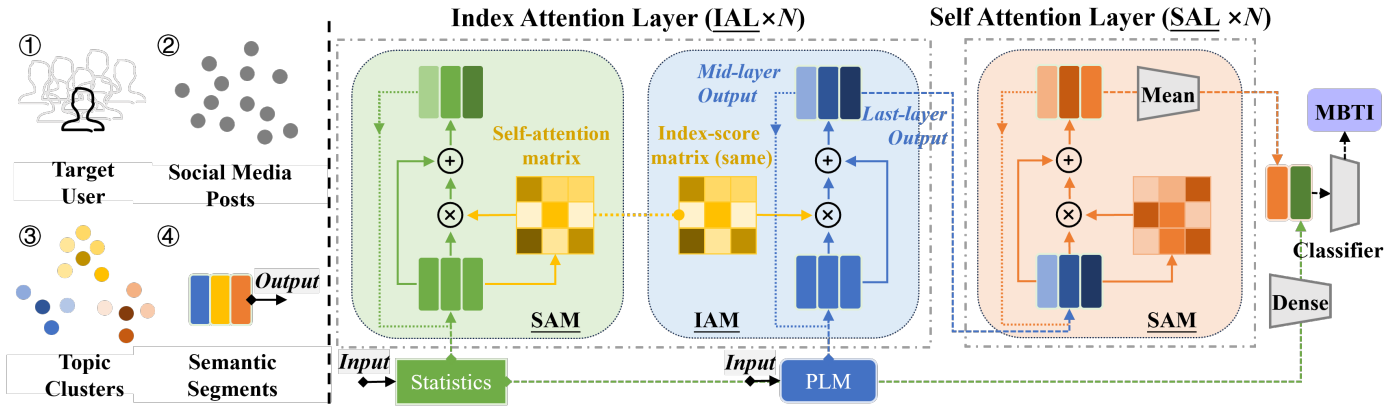 Index Attention Layer (IAL×N)
Self Attention Layer (SAL ×N)
①
②
Target
User
Social Media
Posts
③
④
Output
Topic
Clusters
Semantic
Segments
Mid-layer
Output
Last-layer
Output
Self-attention
matrix
Index-score
matrix (same)
SAM
IAM
SAM
Mean
MBTI
Classifier
Dense
Input
Statistics
Input
PLM